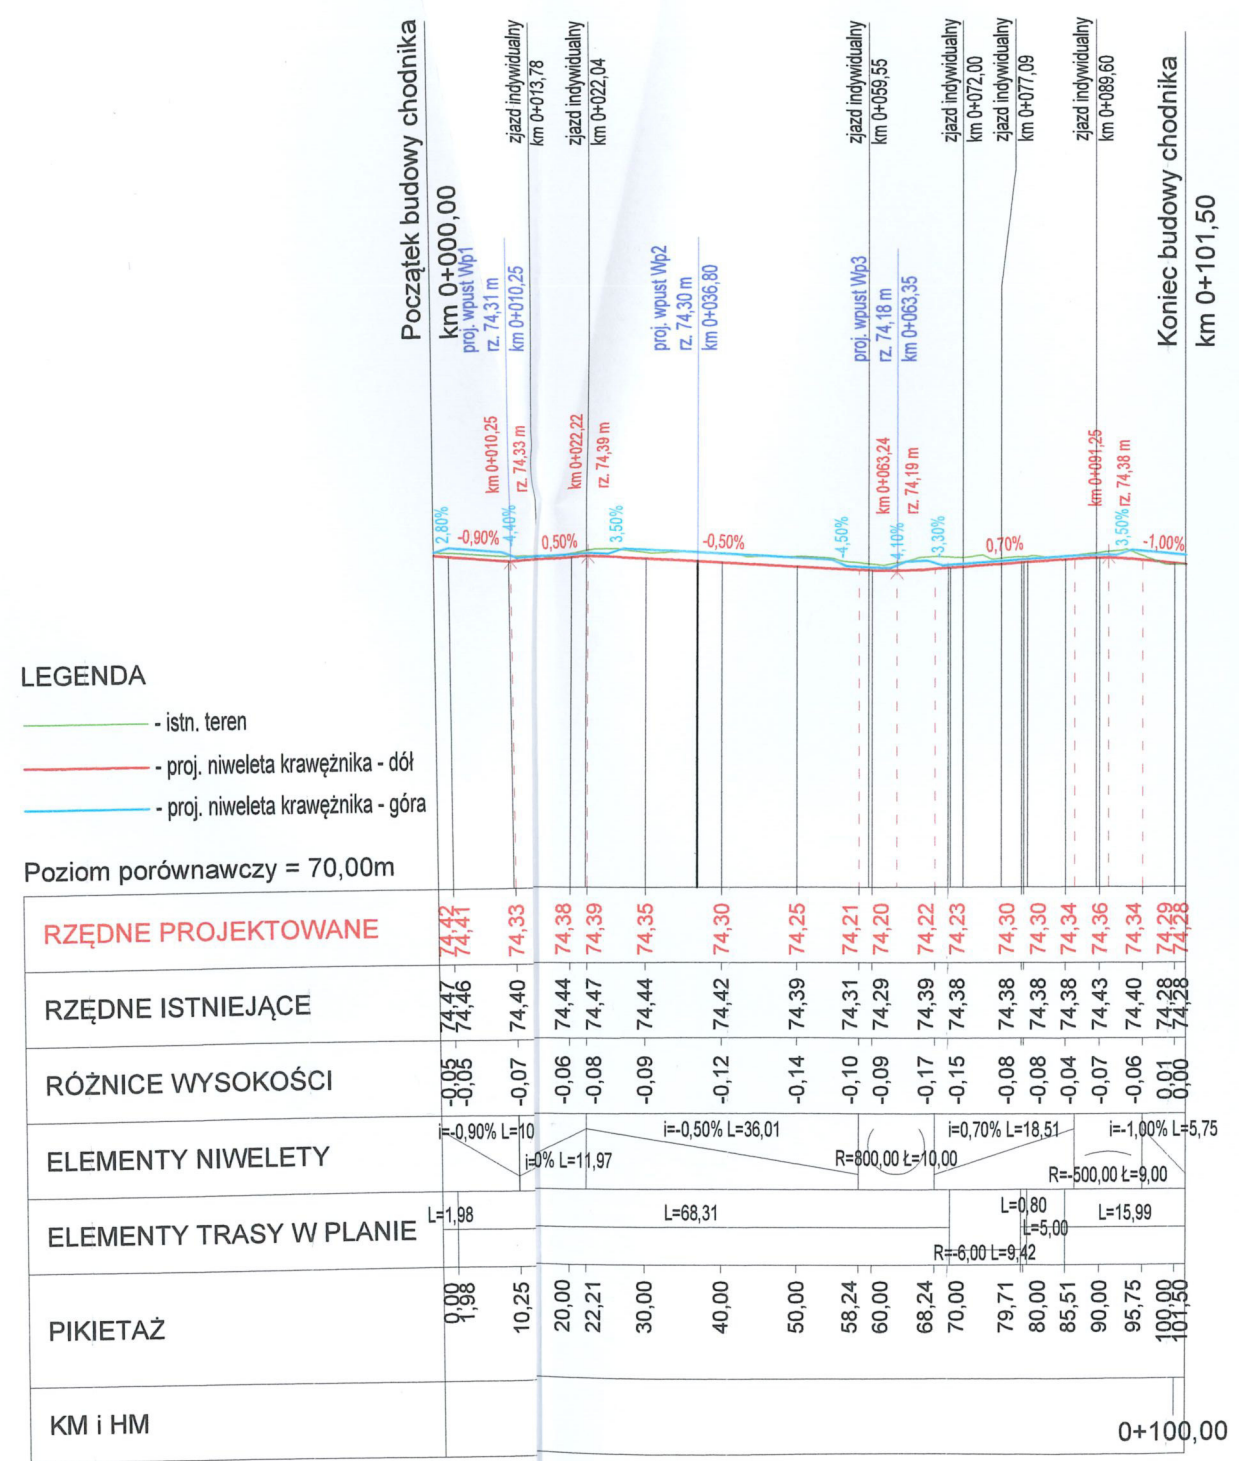 Początek budowy chodnika
km 0+000,00
zjazd indywidualny
km 0+013,78
zjazd indywidualny
km 0+022,04
zjazd indywidualny
km 0+059,55
zjazd indywidualny
km 0+072,00
zjazd indywidualny
km 0+077,09
zjazd indywidualny
km 0+089,60
Koniec budowy chodnika
km 0+101,50
proj. wpust Wp1
rz. 74,31 m
km 0+010,25
proj. wpust Wp2
rz. 74,30 m
km 0+036,80
proj. wpust Wp3
rz. 74,18 m
km 0+063,35
km 0+010,25
rz. 74,33 m
km 0+022,22
rz. 74,39 m
km 0+063,24
rz. 74,19 m
km 0+091,25
rz. 74,38 m
2,80%
-0,90%
-4,40%
0,50%
3,50%
-0,50%
-4,50%
4,10%
-3,30%
0,70%
3,50%
-1,00%
LEGENDA
- istn. teren
- proj. niweleta krawężnika - dół
- proj. niweleta krawężnika - góra
Poziom porównawczy = 70,00m
RZĘDNE PROJEKTOWANE
74,42 74,41 74,33 74,38 74,39 74,35 74,30 74,25 74,21 74,20 74,22 74,23 74,30 74,30 74,34 74,36 74,34 74,29 74,28
RZĘDNE ISTNIEJĄCE
74,47 74,46 74,40 74,44 74,47 74,44 74,42 74,39 74,31 74,29 74,39 74,38 74,38 74,38 74,38 74,43 74,40 74,28 74,28
RÓŻNICE WYSOKOŚCI
-0,05 -0,05 -0,07 -0,06 -0,08 -0,09 -0,12 -0,14 -0,10 -0,09 -0,17 -0,15 -0,08 -0,08 -0,04 -0,07 -0,06 0,01 0,00
ELEMENTY NIWELETY
i=-0,90% L=10
i=0% L=11,97
i=-0,50% L=36,01
R=800,00 Ł=10,00
i=0,70% L=18,51
R=-500,00 Ł=9,00
i=-1,00% L=5,75
ELEMENTY TRASY W PLANIE
L=1,98
L=68,31
R=-6,00 L=9,42
L=0,80
L=5,00
L=15,99
PIKIETAŻ
0,00 1,98 10,25 20,00 22,21 30,00 40,00 50,00 58,24 60,00 68,24 70,00 79,71 80,00 85,51 90,00 95,75 100,00 101,50
KM i HM
0+100,00